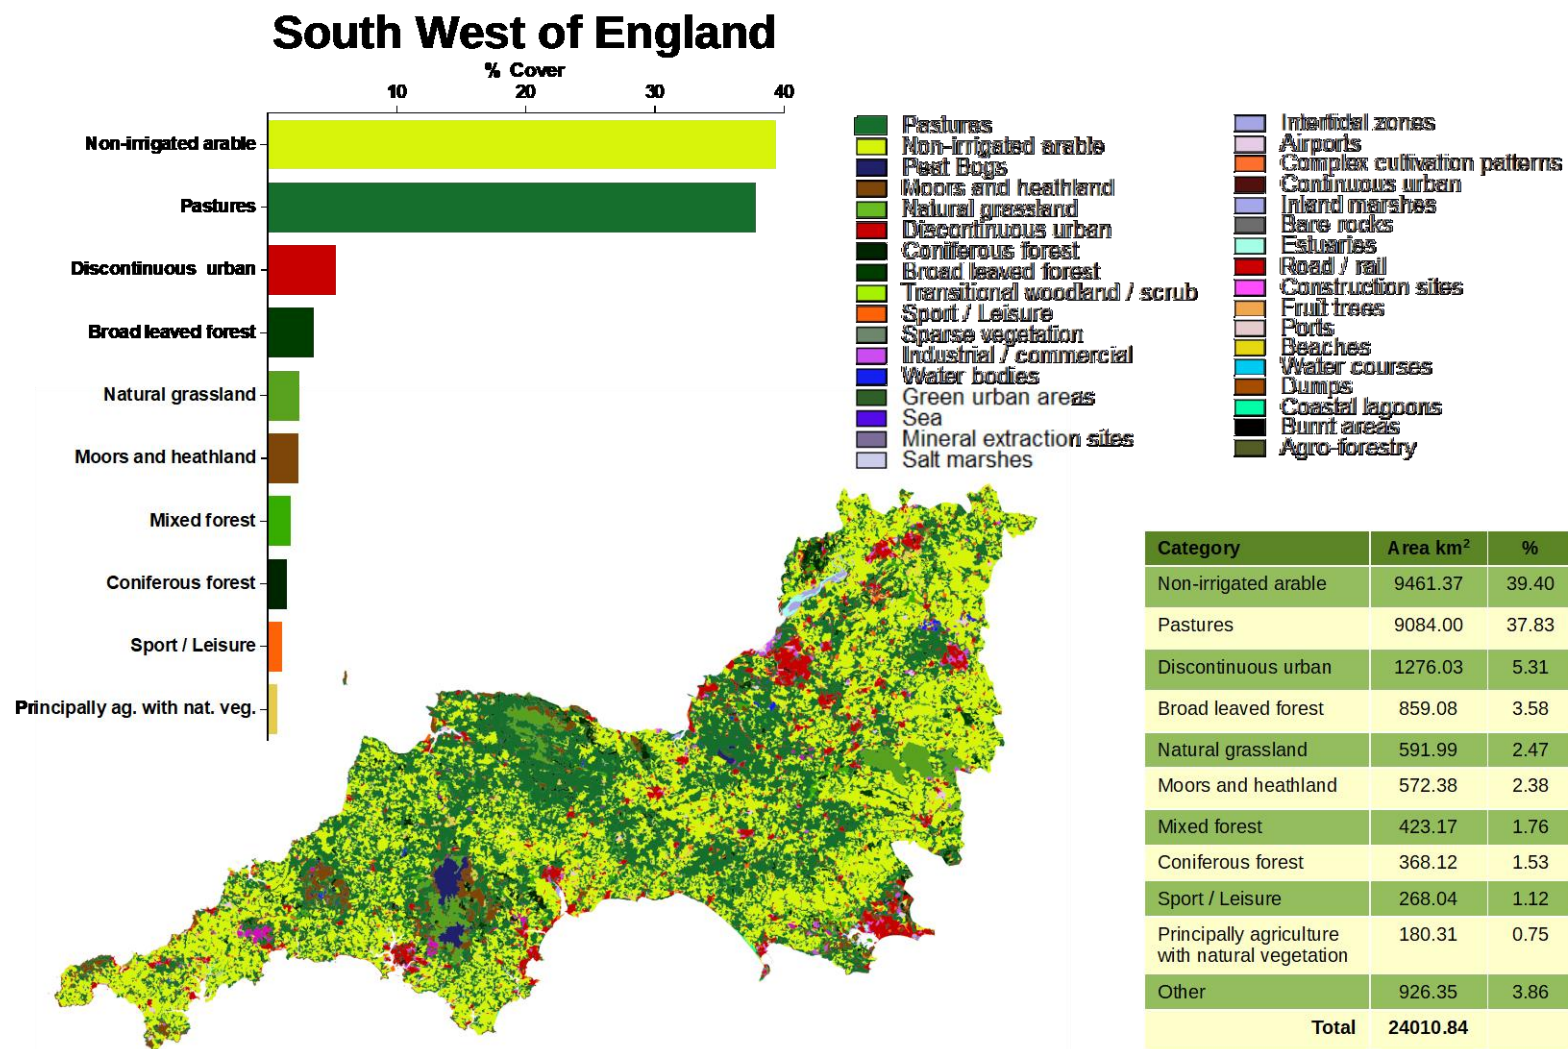 South West of England
% Cover
10 20 30 40
Non-irrigated arable
Pastures
Discontinuous urban
Broad leaved forest
Natural grassland
Moors and heathland
Mixed forest
Coniferous forest
Sport / Leisure
Principally ag. with nat. veg.
Pastures
Non-irrigated arable
Peat Bogs
Moors and heathland
Natural grassland
Discontinuous urban
Coniferous forest
Broad leaved forest
Transitional woodland / scrub
Sport / Leisure
Sparse vegetation
Industrial / commercial
Water bodies
Green urban areas
Sea
Mineral extraction sites
Salt marshes
Intertidal zones
Airports
Complex cultivation patterns
Continuous urban
Inland marshes
Bare rocks
Estuaries
Road / rail
Construction sites
Fruit trees
Ports
Beaches
Water courses
Dumps
Coastal lagoons
Burnt areas
Agro-forestry
Category Area km² %
Non-irrigated arable 9461.37 39.40
Pastures 9084.00 37.83
Discontinuous urban 1276.03 5.31
Broad leaved forest 859.08 3.58
Natural grassland 591.99 2.47
Moors and heathland 572.38 2.38
Mixed forest 423.17 1.76
Coniferous forest 368.12 1.53
Sport / Leisure 268.04 1.12
Principally agriculture 180.31 0.75
with natural vegetation
Other 926.35 3.86
Total 24010.84